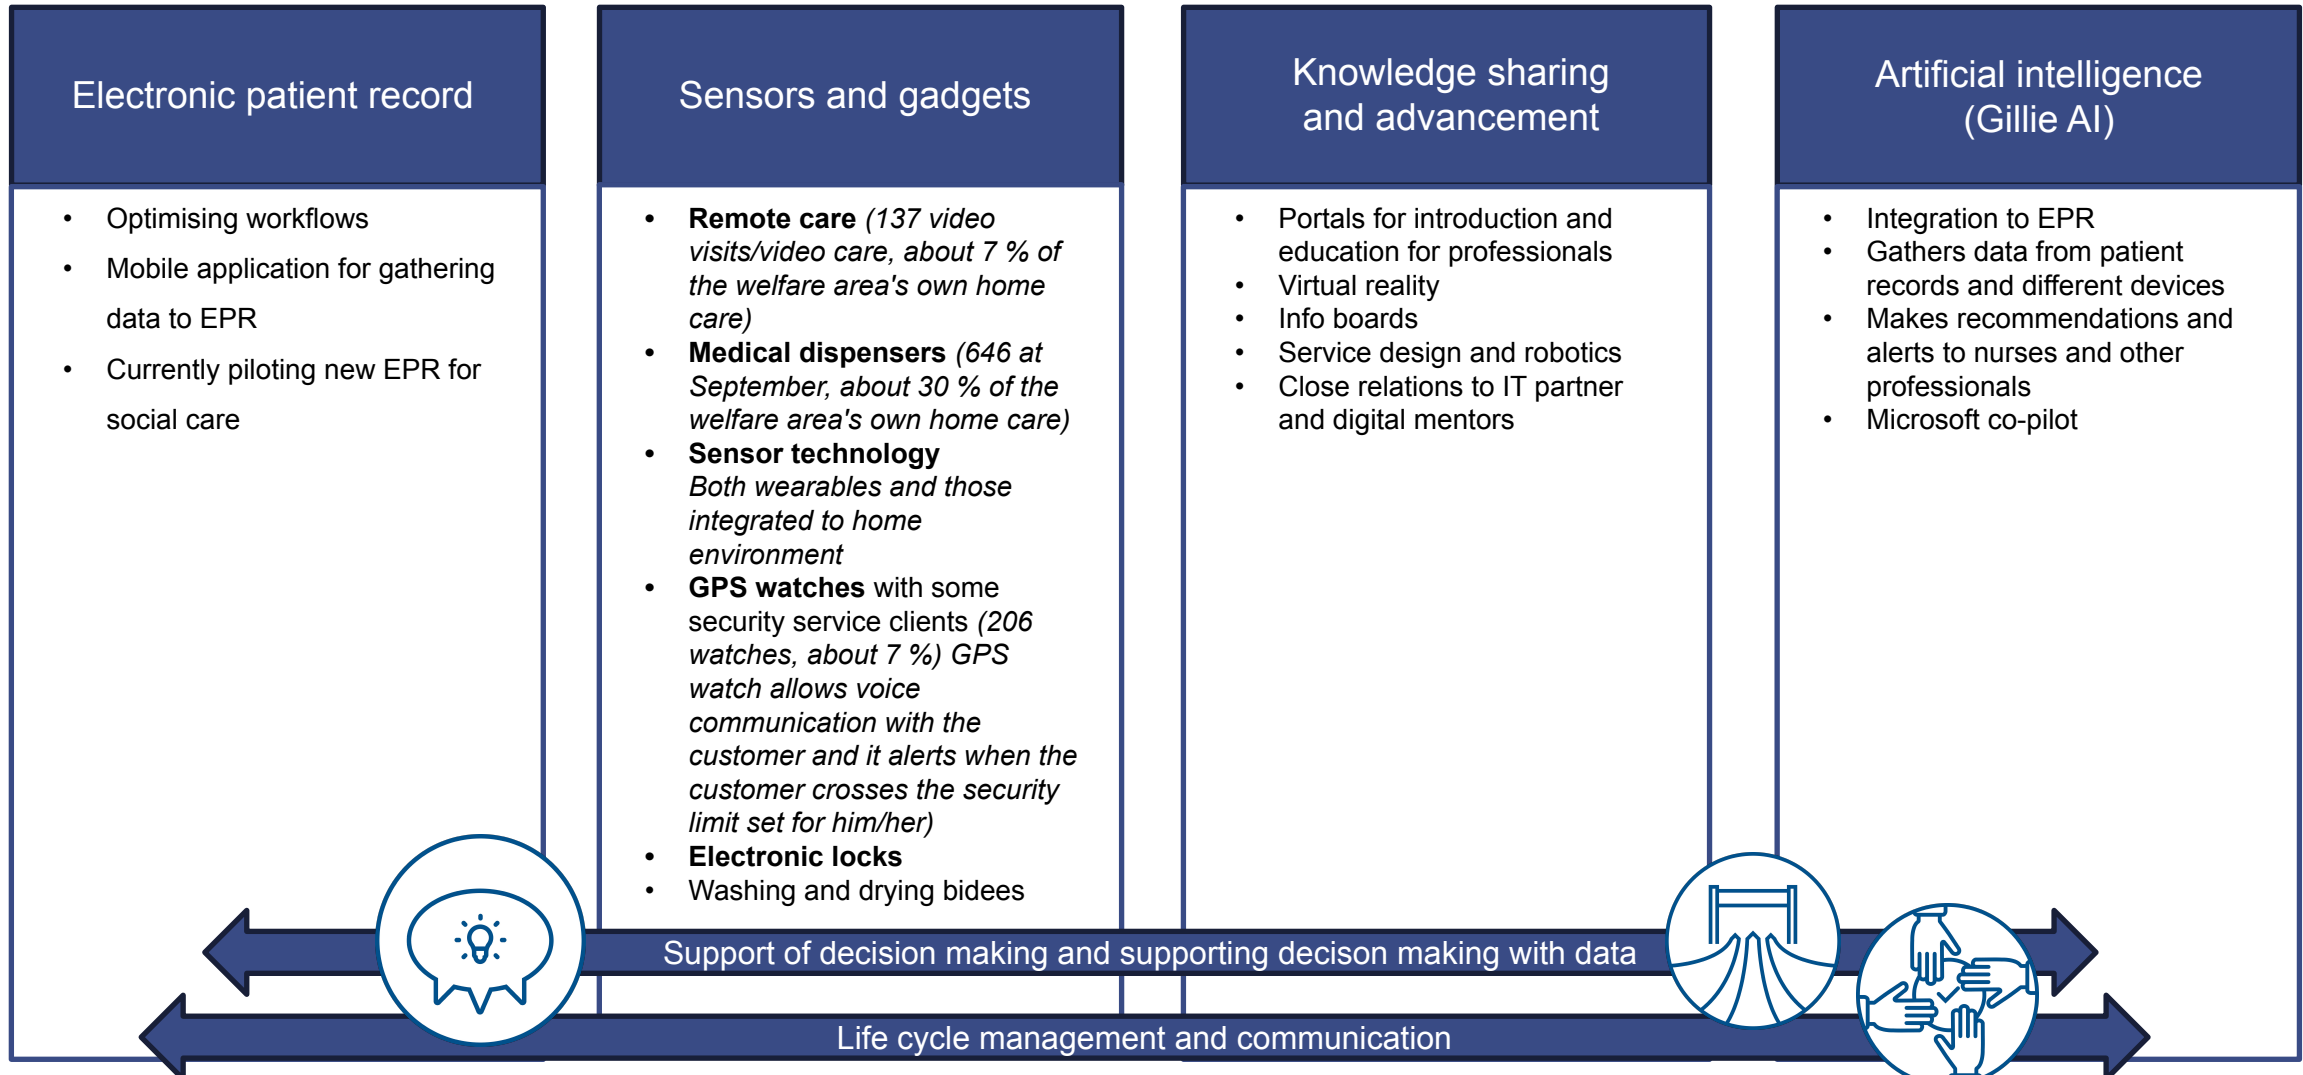 Electronic patient record
• Optimising workflows
• Mobile application for gathering
data to EPR
• Currently piloting new EPR for
social care
Sensors and gadgets
• Remote care (137 video
visits/video care, about 7 % of
the welfare area's own home
care)
• Medical dispensers (646 at
September, about 30 % of the
welfare area's own home care)
• Sensor technology
Both wearables and those
integrated to home
environment
• GPS watches with some
security service clients (206
watches, about 7 %) GPS
watch allows voice
communication with the
customer and it alerts when the
customer crosses the security
limit set for him/her)
• Electronic locks
• Washing and drying bidees
Knowledge sharing
and advancement
• Portals for introduction and
education for professionals
• Virtual reality
• Info boards
• Service design and robotics
• Close relations to IT partner
and digital mentors
Artificial intelligence
(Gillie AI)
• Integration to EPR
• Gathers data from patient
records and different devices
• Makes recommendations and
alerts to nurses and other
professionals
• Microsoft co-pilot
Support of decision making and supporting decison making with data
Life cycle management and communication